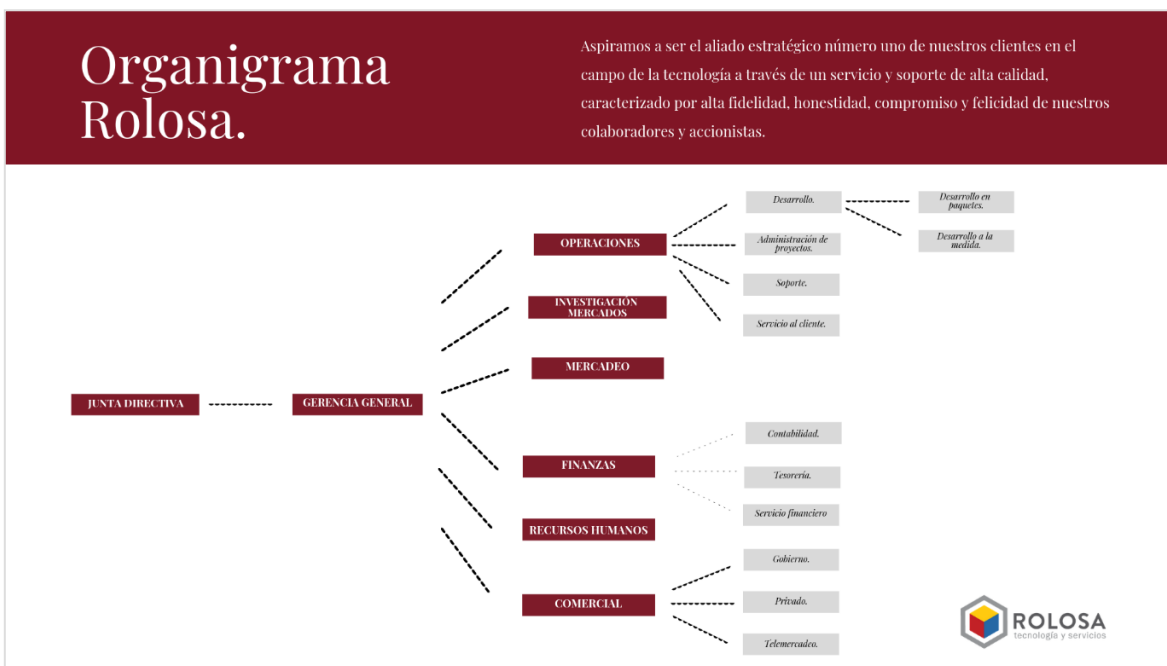 Organigrama
Rolosa.
Aspiramos a ser el aliado estratégico número uno de nuestros clientes en el
campo de la tecnología a través de un servicio y soporte de alta calidad,
caracterizado por alta fidelidad, honestidad, compromiso y felicidad de nuestros
colaboradores y accionistas.
JUNTA DIRECTIVA
GERENCIA GENERAL
OPERACIONES
Desarrollo.
Desarrollo en
paquetes.
Desarrollo a la
medida.
Administración de
proyectos.
Soporte.
Servicio al cliente.
INVESTIGACIÓN
MERCADOS
MERCADEO
FINANZAS
Contabilidad.
Tesorería.
Servicio financiero
RECURSOS HUMANOS
COMERCIAL
Gobierno.
Privado.
Telemercadeo.
ROLOSA
tecnología y servicios